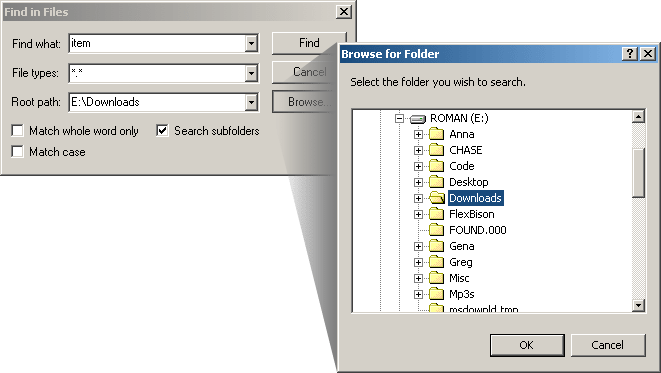 Find in Files
Find what: item Find
File types: *.* Cancel
Root path: E:\Downloads Browse...
Match whole word only Search subfolders
Match case
Browse for Folder
Select the folder you wish to search.
ROMAN (E:)
Anna
CHASE
Code
Desktop
Downloads
FlexBison
FOUND.000
Gena
Greg
Misc
Mp3s
msdownld.tmp
OK Cancel